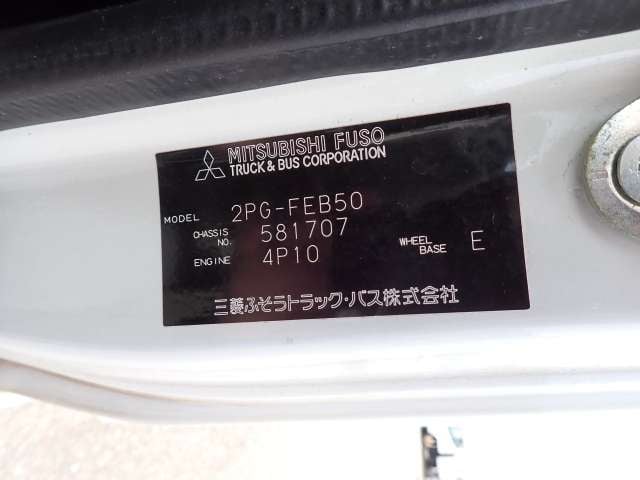 MITSUBISHI FUSO
TRUCK & BUS CORPORATION
MODEL 2PG-FEB50
CHASSIS NO. 581707
ENGINE 4P10 WHEEL BASE E
三菱ふそうトラック・バス株式会社